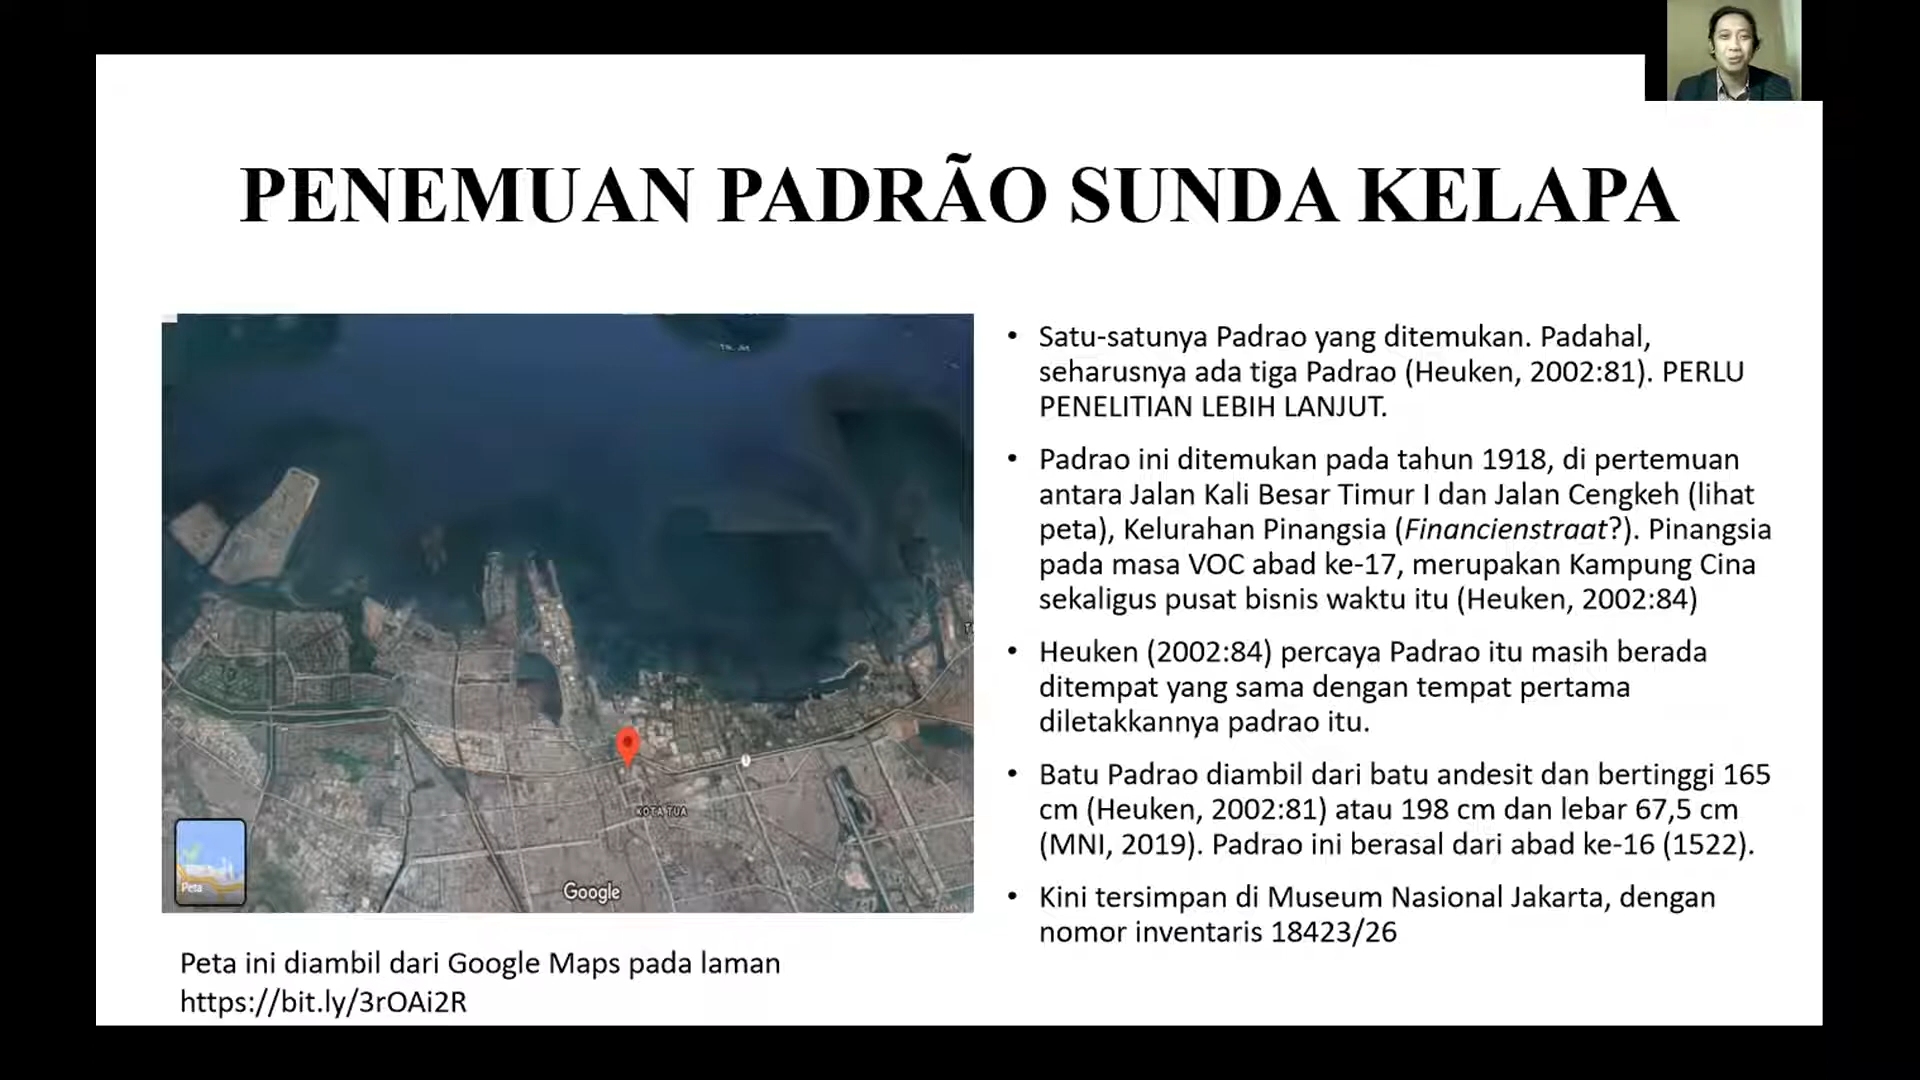 PENEMUAN PADRÃO SUNDA KELAPA
KOTA TUA
Peta
Google
Peta ini diambil dari Google Maps pada laman
https://bit.ly/3rOAi2R
• Satu-satunya Padrao yang ditemukan. Padahal,
seharusnya ada tiga Padrao (Heuken, 2002:81). PERLU
PENELITIAN LEBIH LANJUT.
• Padrao ini ditemukan pada tahun 1918, di pertemuan
antara Jalan Kali Besar Timur I dan Jalan Cengkeh (lihat
peta), Kelurahan Pinangsia (Financienstraat?). Pinangsia
pada masa VOC abad ke-17, merupakan Kampung Cina
sekaligus pusat bisnis waktu itu (Heuken, 2002:84)
• Heuken (2002:84) percaya Padrao itu masih berada
ditempat yang sama dengan tempat pertama
diletakkannya padrao itu.
• Batu Padrao diambil dari batu andesit dan bertinggi 165
cm (Heuken, 2002:81) atau 198 cm dan lebar 67,5 cm
(MNI, 2019). Padrao ini berasal dari abad ke-16 (1522).
• Kini tersimpan di Museum Nasional Jakarta, dengan
nomor inventaris 18423/26